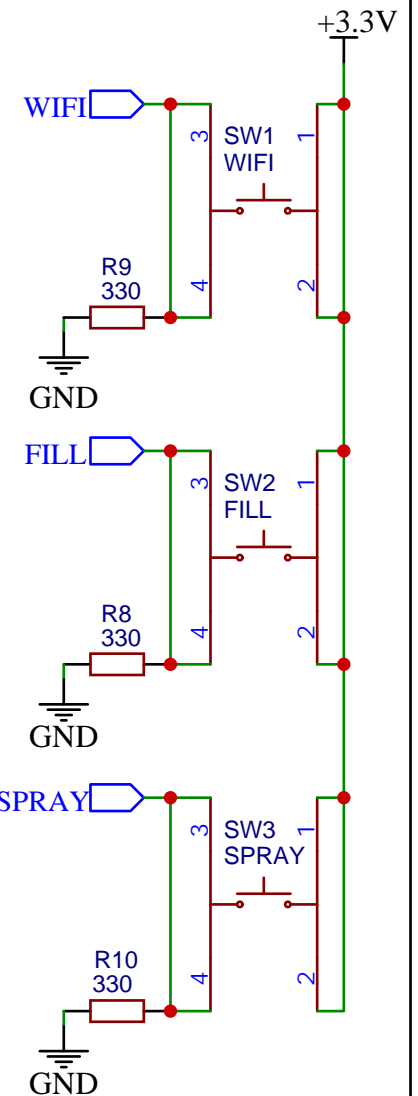 +3.3V
WIFI
3
SW1
WIFI
1
R9
330
4
2
GND
FILL
3
SW2
FILL
1
R8
330
4
2
GND
SPRAY
3
SW3
SPRAY
1
R10
330
4
2
GND